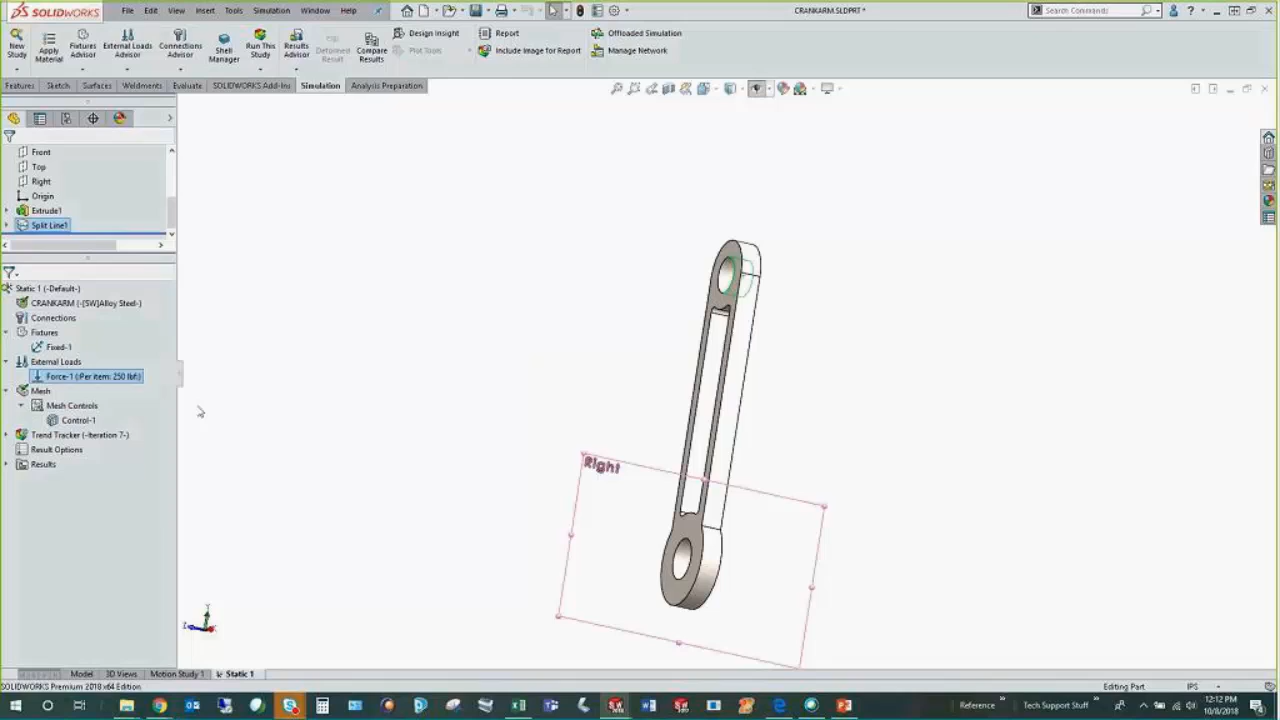 SOLIDWORKS
File Edit View Insert Tools Simulation Window Help
CRANKARM.SLDPRT *
Search Commands
New Study
Apply Material
Fixtures Advisor
External Loads Advisor
Connections Advisor
Shell Manager
Run This Study
Results Advisor
Deformed Result
Compare Results
Design Insight
Plot Tools
Report
Include Image for Report
Offloaded Simulation
Manage Network
Features Sketch Surfaces Weldments Evaluate SOLIDWORKS Add-Ins Simulation Analysis Preparation
Front
Top
Right
Origin
Extrude1
Split Line1
Static 1 (-Default-)
CRANKARM (-[SW]Alloy Steel-)
Connections
Fixtures
Fixed-1
External Loads
Force-1 (:Per item: 250 lbf:)
Mesh
Mesh Controls
Control-1
Trend Tracker (-Iteration 7-)
Result Options
Results
Right
Model 3D Views Motion Study 1 Static 1
SOLIDWORKS Premium 2018 x64 Edition
Editing Part
IPS
Reference
Tech Support Stuff
12:12 PM
10/8/2018